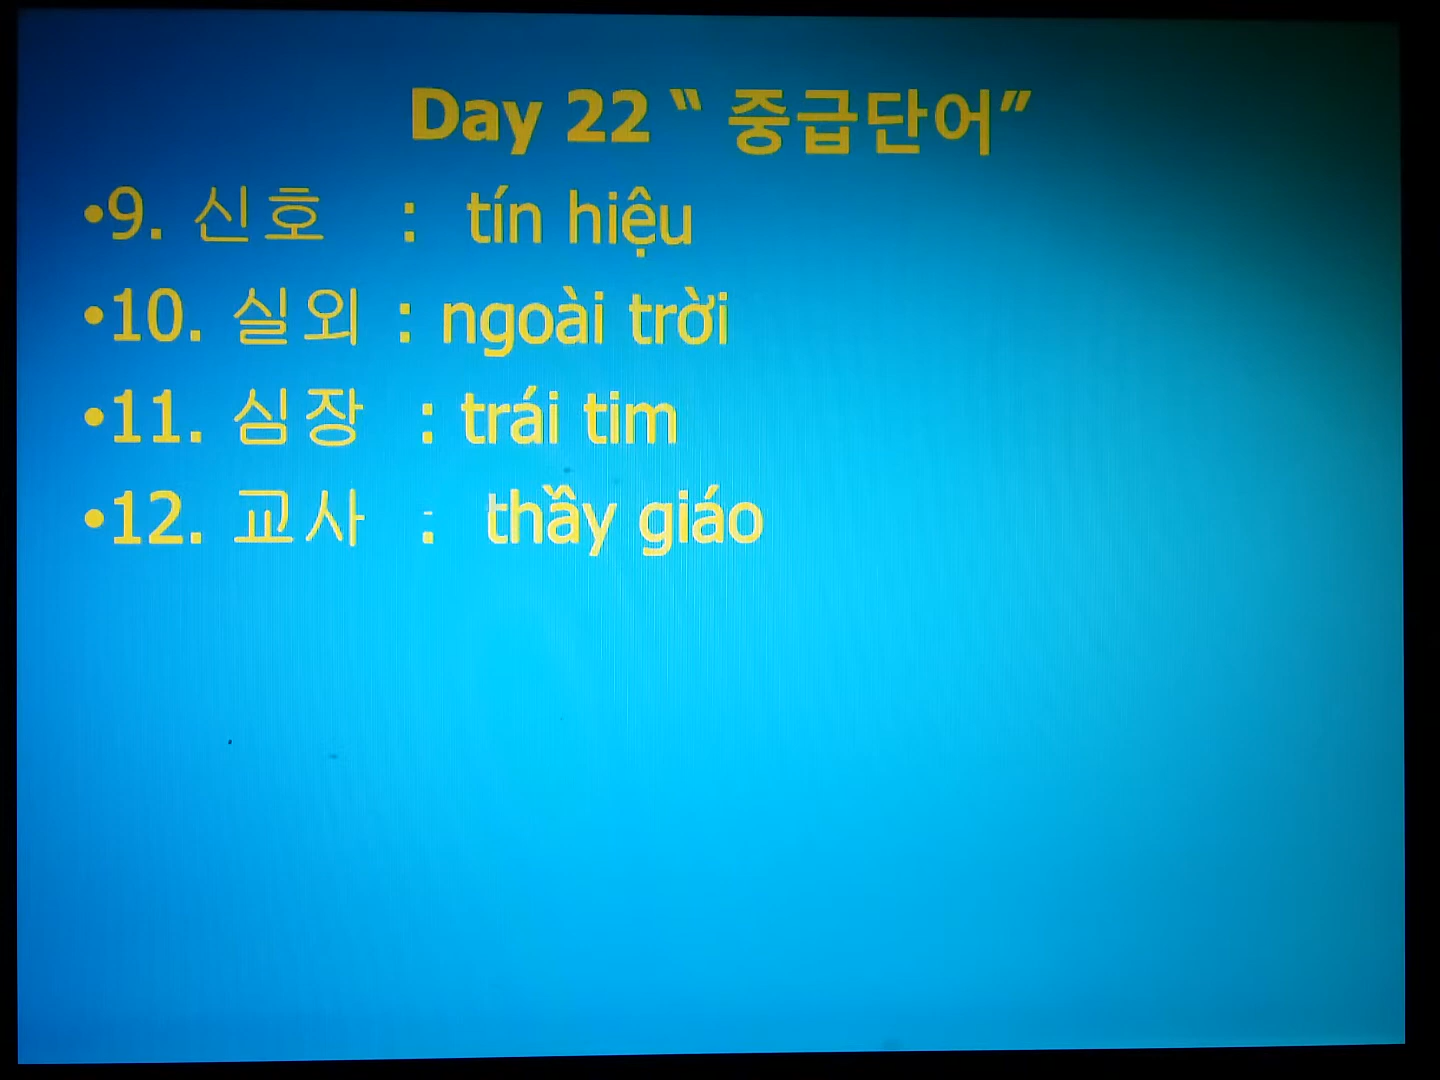 Day 22 “ 중급단어”
•9. 신호 : tín hiệu
•10. 실외 : ngoài trời
•11. 심장 : trái tim
•12. 교사 : thầy giáo